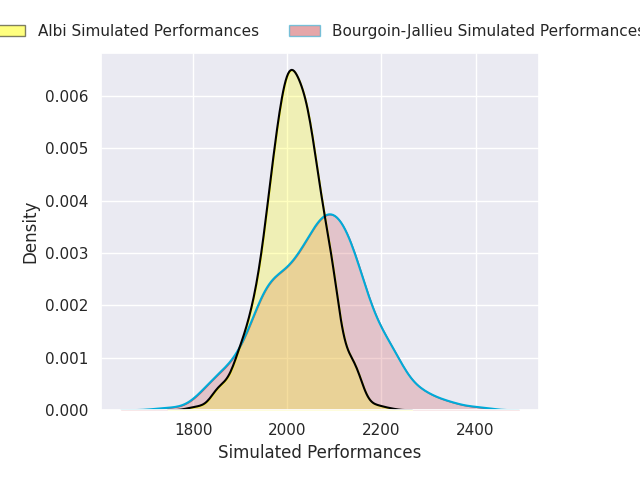 Albi Simulated Performances
Bourgoin-Jallieu Simulated Performances
0.006
0.005
0.004
0.003
0.002
0.001
0.000
Density
1800
2000
2200
2400
Simulated Performances